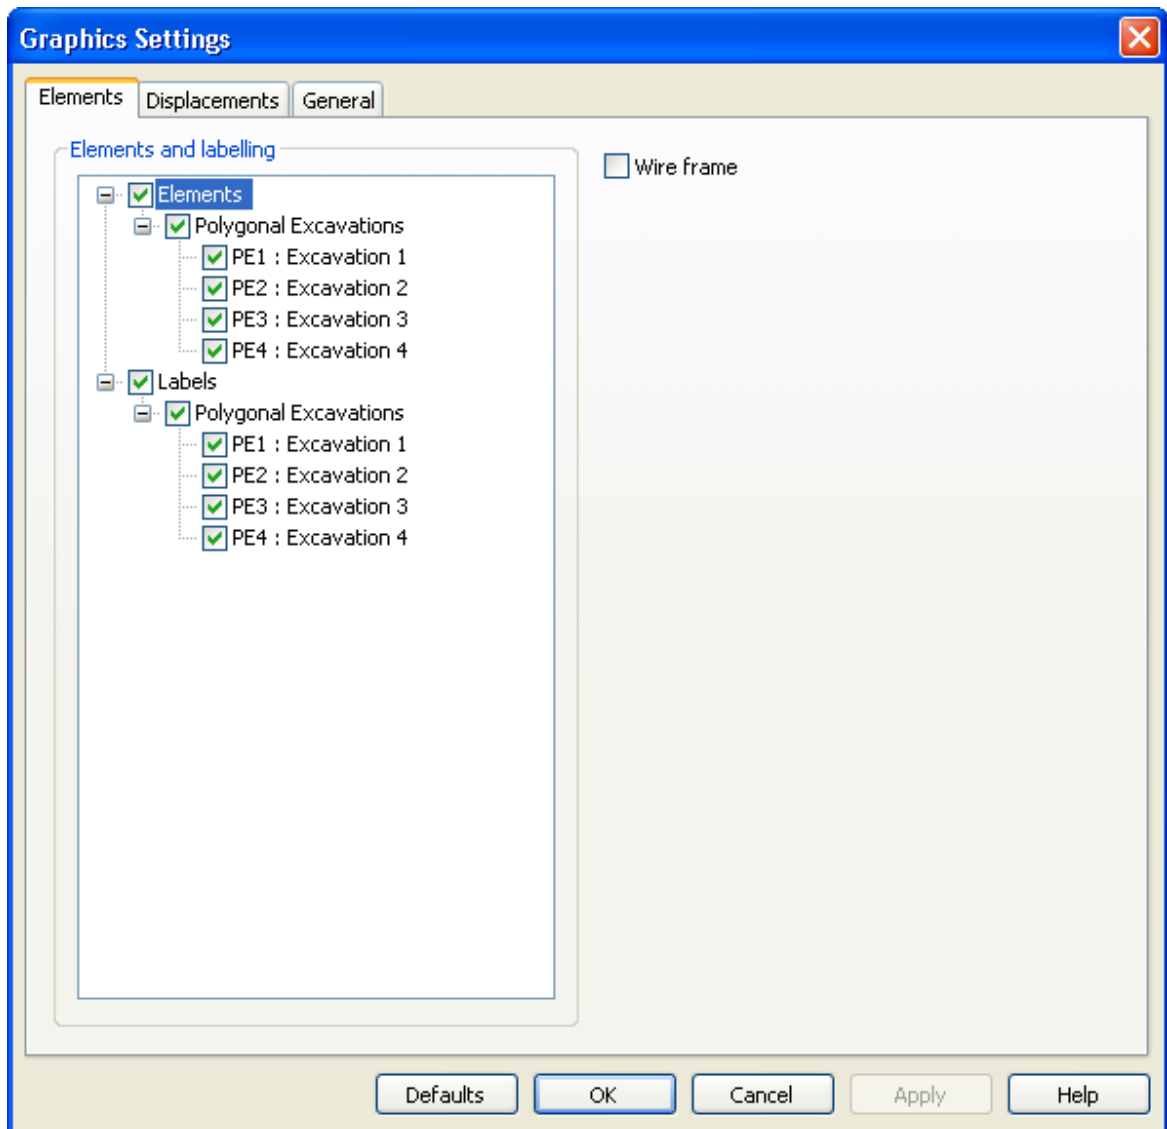 Graphics Settings
Elements Displacements General
Elements and labelling
Wire frame
Elements
Polygonal Excavations
PE1 : Excavation 1
PE2 : Excavation 2
PE3 : Excavation 3
PE4 : Excavation 4
Labels
Polygonal Excavations
PE1 : Excavation 1
PE2 : Excavation 2
PE3 : Excavation 3
PE4 : Excavation 4
Defaults OK Cancel Apply Help